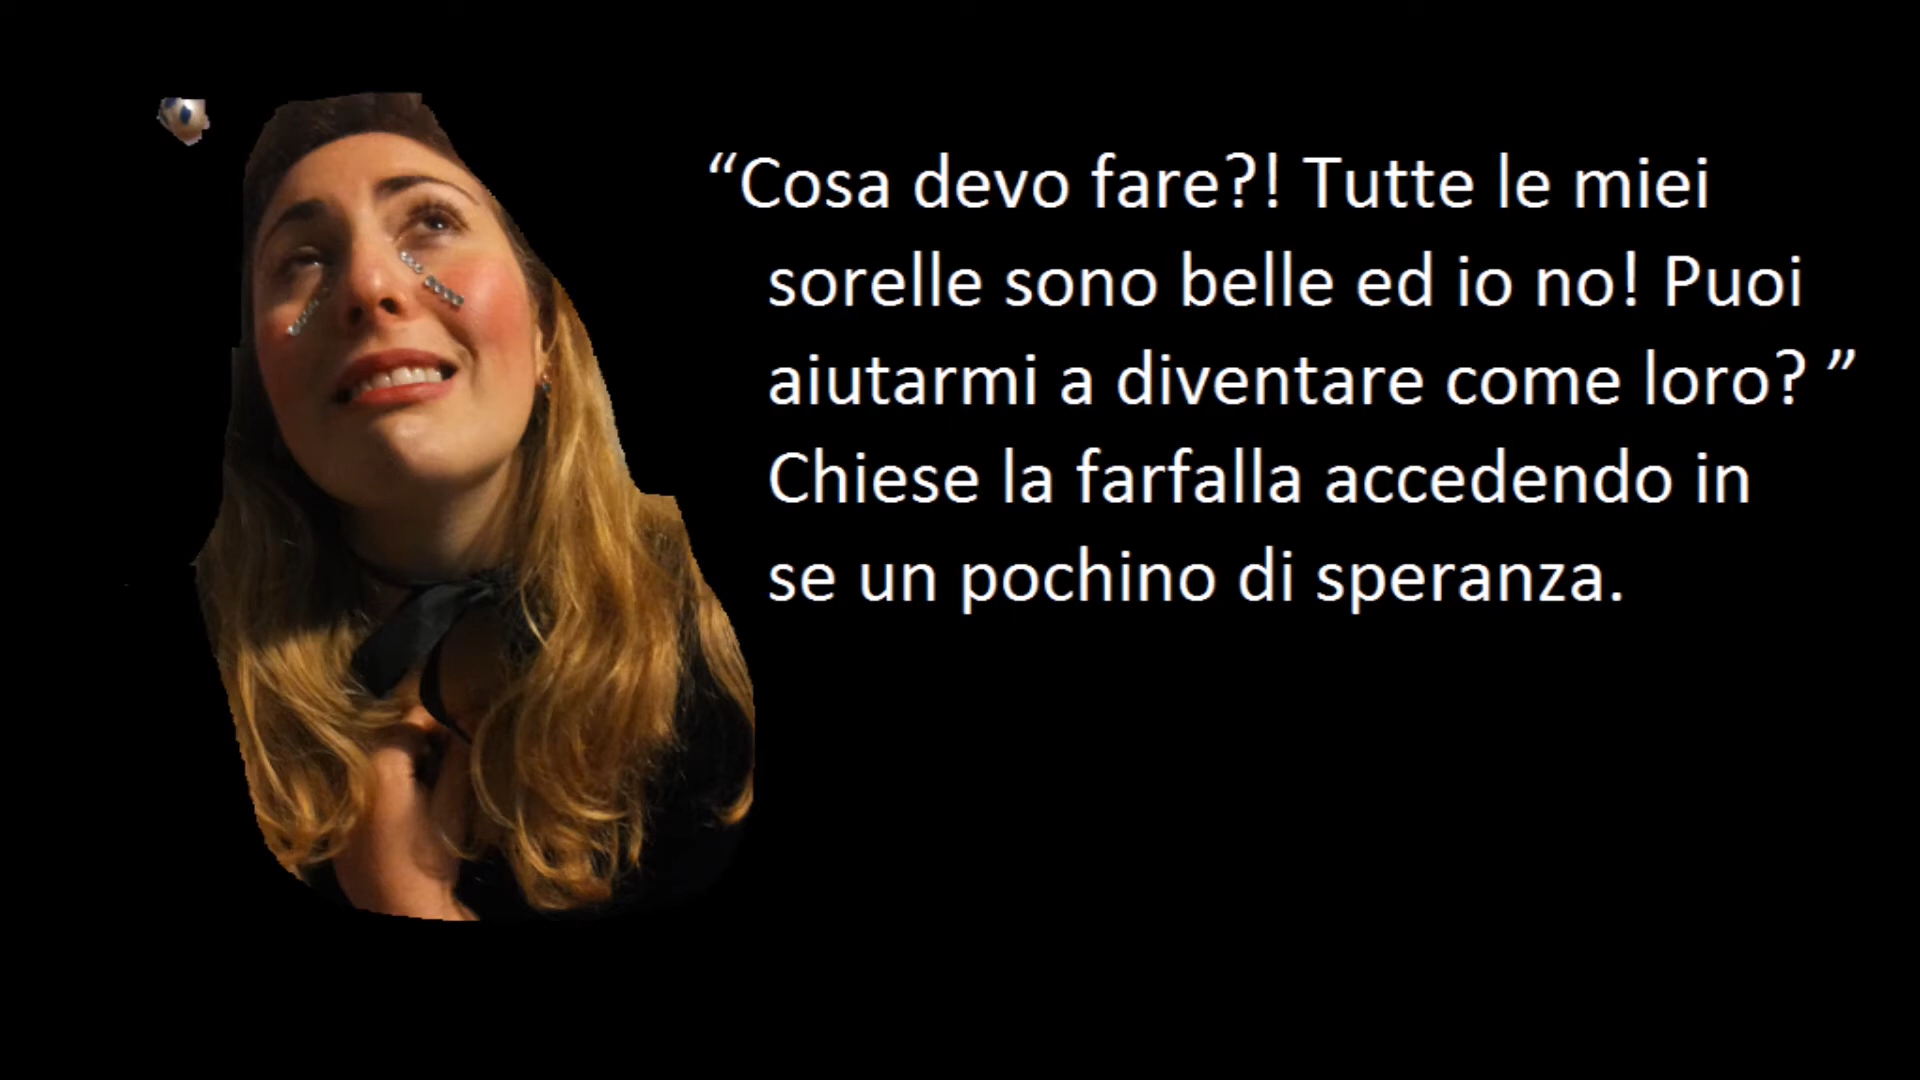 “Cosa devo fare?! Tutte le miei
sorelle sono belle ed io no! Puoi
aiutarmi a diventare come loro? ”
Chiese la farfalla accedendo in
se un pochino di speranza.